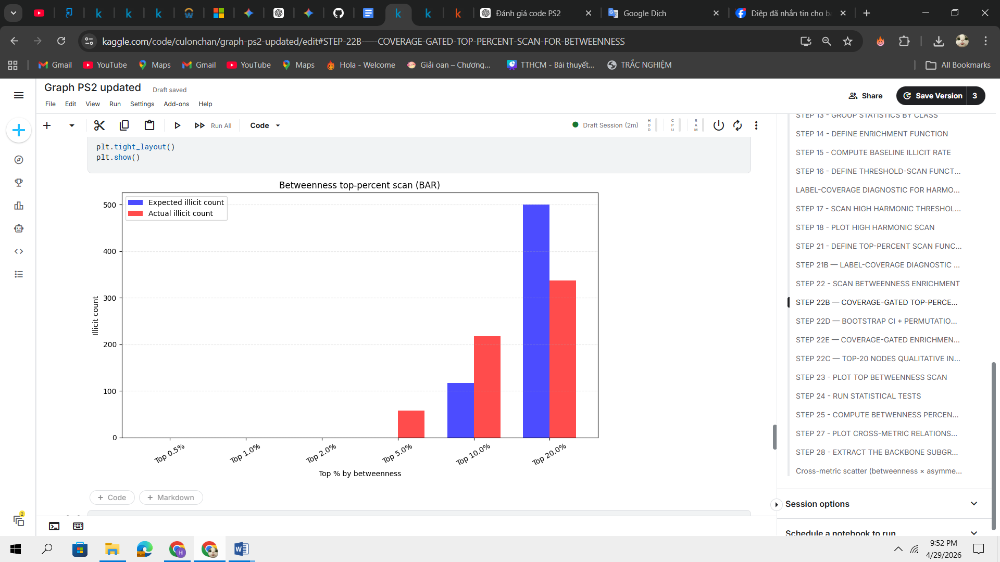 Đánh giá code PS2
Google Dịch
Diệp đã nhắn tin cho bạ
kaggle.com/code/culonchan/graph-ps2-updated/edit#STEP-22B-—-COVERAGE-GATED-TOP-PERCENT-SCAN-FOR-BETWEENNESS
Gmail
YouTube
Maps
Gmail
YouTube
Maps
Hola - Welcome
Giải oan – Chương...
TTHCM - Bài thuyết...
TRẮC NGHIỆM
All Bookmarks
Graph PS2 updated
Draft saved
File
Edit
View
Run
Settings
Add-ons
Help
Share
Save Version
3
Run All
Code
Draft Session (2m)
HDD
CPU
RAM
plt.tight_layout()
plt.show()
Betweenness top-percent scan (BAR)
Expected illicit count
Actual illicit count
500
400
300
200
100
0
Illicit count
Top 0.5%
Top 1.0%
Top 2.0%
Top 5.0%
Top 10.0%
Top 20.0%
Top % by betweenness
+ Code
+ Markdown
STEP 13 - GROUP STATISTICS BY CLASS
STEP 14 - DEFINE ENRICHMENT FUNCTION
STEP 15 - COMPUTE BASELINE ILLICIT RATE
STEP 16 - DEFINE THRESHOLD-SCAN FUNCT...
LABEL-COVERAGE DIAGNOSTIC FOR HARMO...
STEP 17 - SCAN HIGH HARMONIC THRESHOL...
STEP 18 - PLOT HIGH HARMONIC SCAN
STEP 21 - DEFINE TOP-PERCENT SCAN FUNC...
STEP 21B — LABEL-COVERAGE DIAGNOSTIC ...
STEP 22 - SCAN BETWEENNESS ENRICHMENT
STEP 22B — COVERAGE-GATED TOP-PERCE...
STEP 22D — BOOTSTRAP CI + PERMUTATIO...
STEP 22E — COVERAGE-GATED ENRICHMEN...
STEP 22C — TOP-20 NODES QUALITATIVE IN...
STEP 23 - PLOT TOP BETWEENNESS SCAN
STEP 24 - RUN STATISTICAL TESTS
STEP 25 - COMPUTE BETWENNESS PERCEN...
STEP 27 - PLOT CROSS-METRIC RELATIONS...
STEP 28 - EXTRACT THE BACKBONE SUBGR...
Cross-metric scatter (betweenness × asymme...
Session options
Schedule a notebook to run
2
9:52 PM
4/29/2026